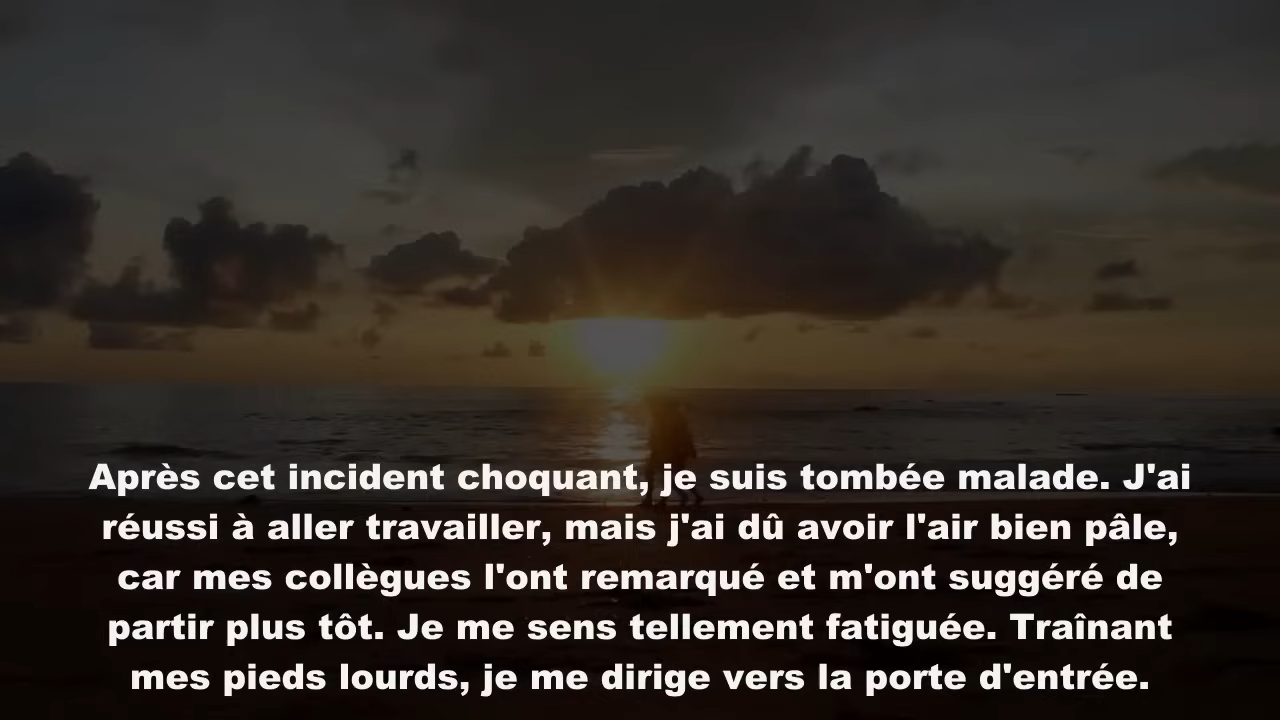 Après cet incident choquant, je suis tombée malade. J'ai
réussi à aller travailler, mais j'ai dû avoir l'air bien pâle,
car mes collègues l'ont remarqué et m'ont suggéré de
partir plus tôt. Je me sens tellement fatiguée. Traînant
mes pieds lourds, je me dirige vers la porte d'entrée.